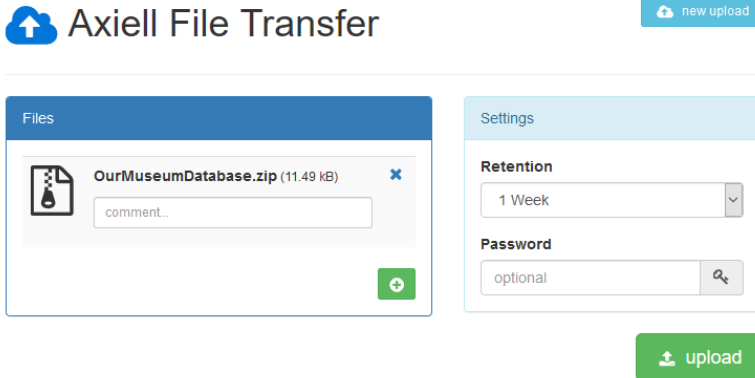 Axiell File Transfer
new upload
Files
OurMuseumDatabase.zip (11.49 kB)
comment...
Settings
Retention
1 Week
Password
optional
upload